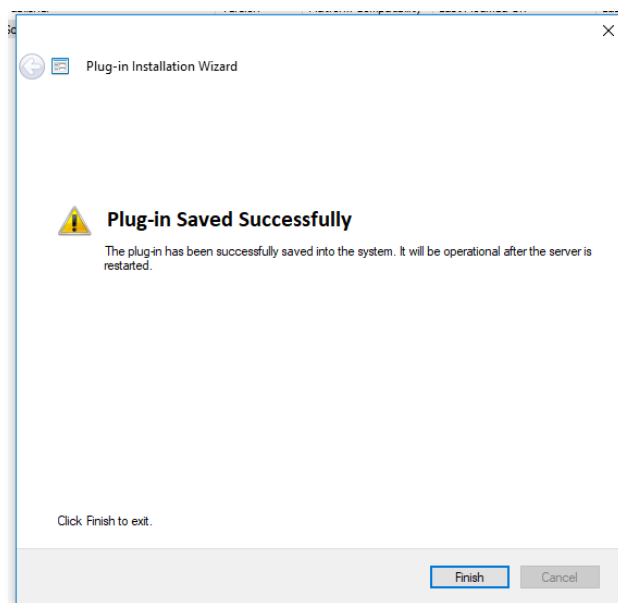 Plug-in Installation Wizard
Plug-in Saved Successfully
The plug-in has been successfully saved into the system. It will be operational after the server is
restarted.
Click Finish to exit.
Finish Cancel